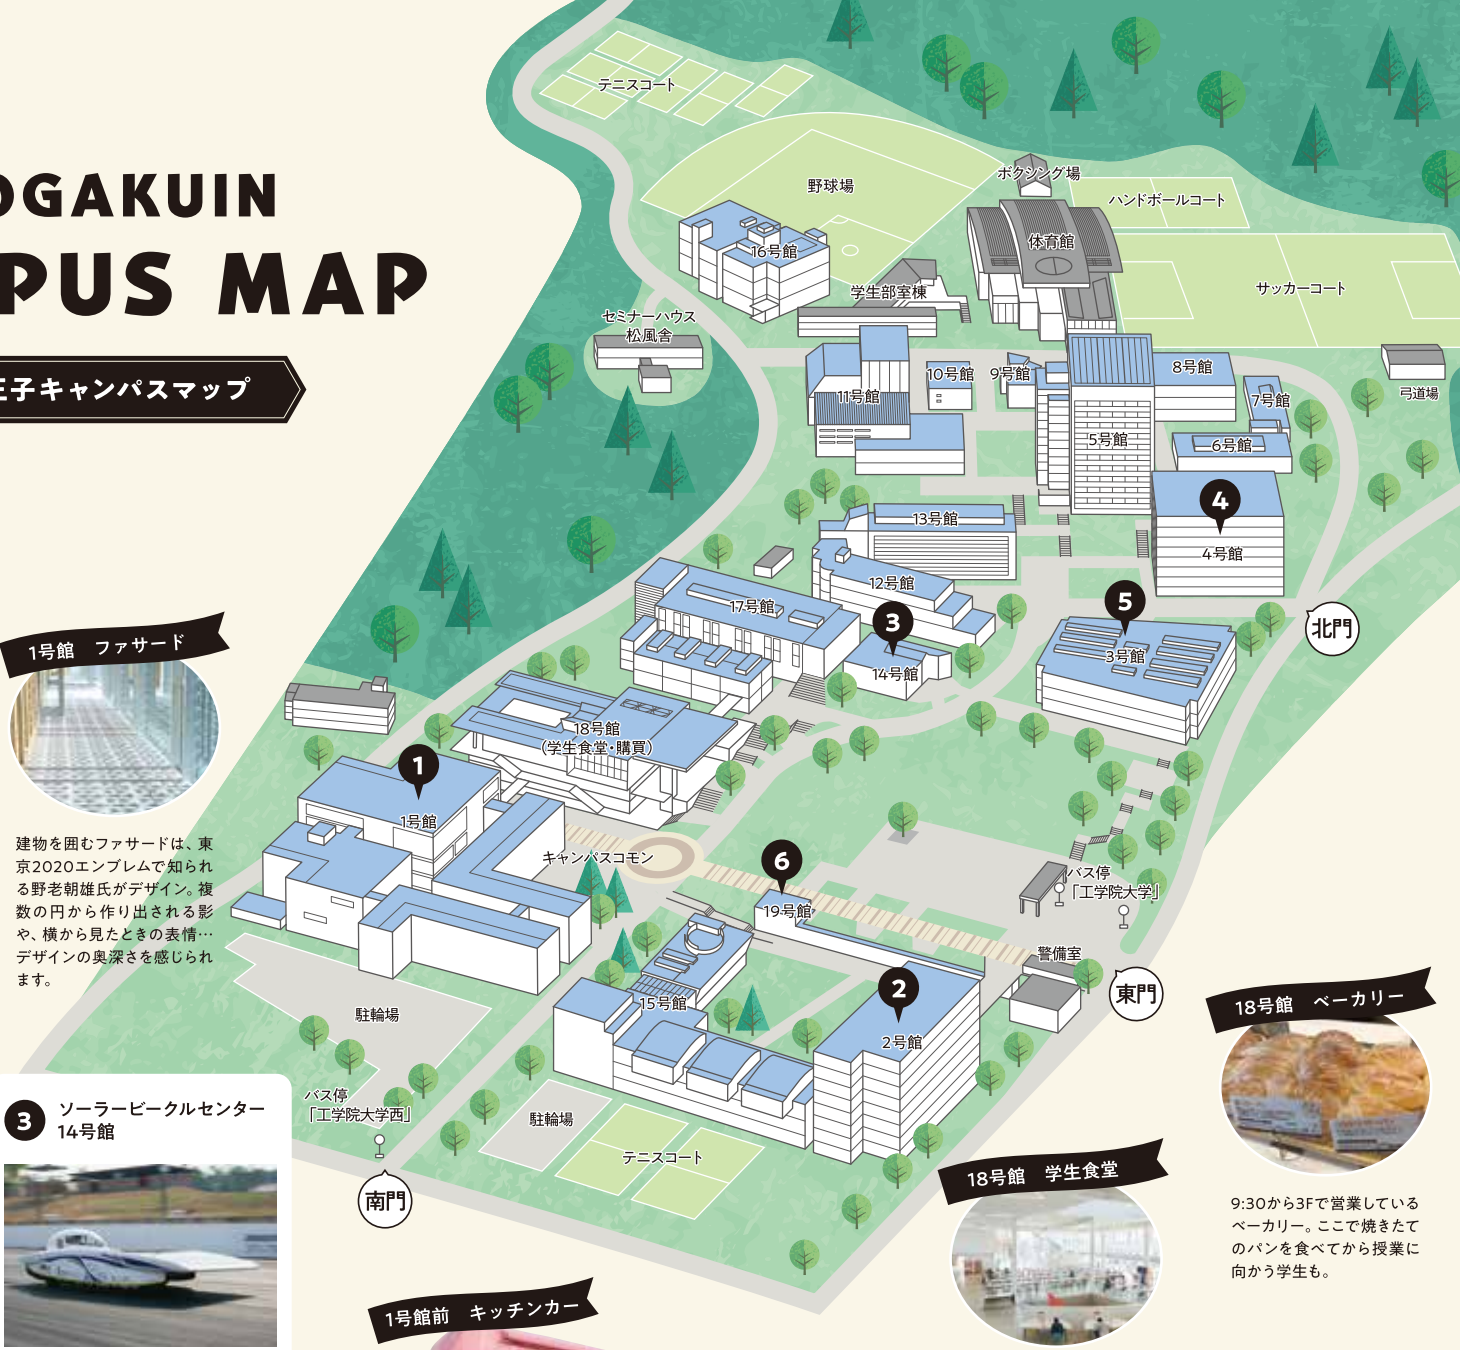 OGAKUIN
PUS MAP
王子キャンパスマップ
テニスコート
野球場
ボクシング場
ハンドボールコート
体育館
16号館
学生部室棟
サッカーコート
セミナーハウス
松風舎
8号館
10号館
9号館
11号館
7号館
弓道場
5号館
6号館
4
13号館
4号館
12号館
17号館
5
3
北門
1号館 ファサード
3号館
14号館
18号館
(学生食堂・購買)
1
1号館
建物を囲むファサードは、東
京2020エンブレムで知られ
る野老朝雄氏がデザイン。複
数の円から作り出される影
や、横から見たときの表情…
デザインの奥深さを感じられ
ます。
キャンパスコモン
6
バス停
「工学院大学」
19号館
警備室
2
東門
15号館
駐輪場
2号館
18号館 ベーカリー
バス停
「工学院大学西」
駐輪場
テニスコート
3
ソーラービークルセンター
14号館
南門
18号館 学生食堂
9:30から3Fで営業している
ベーカリー。ここで焼きたて
のパンを食べてから授業に
向かう学生も。
1号館前 キッチンカー